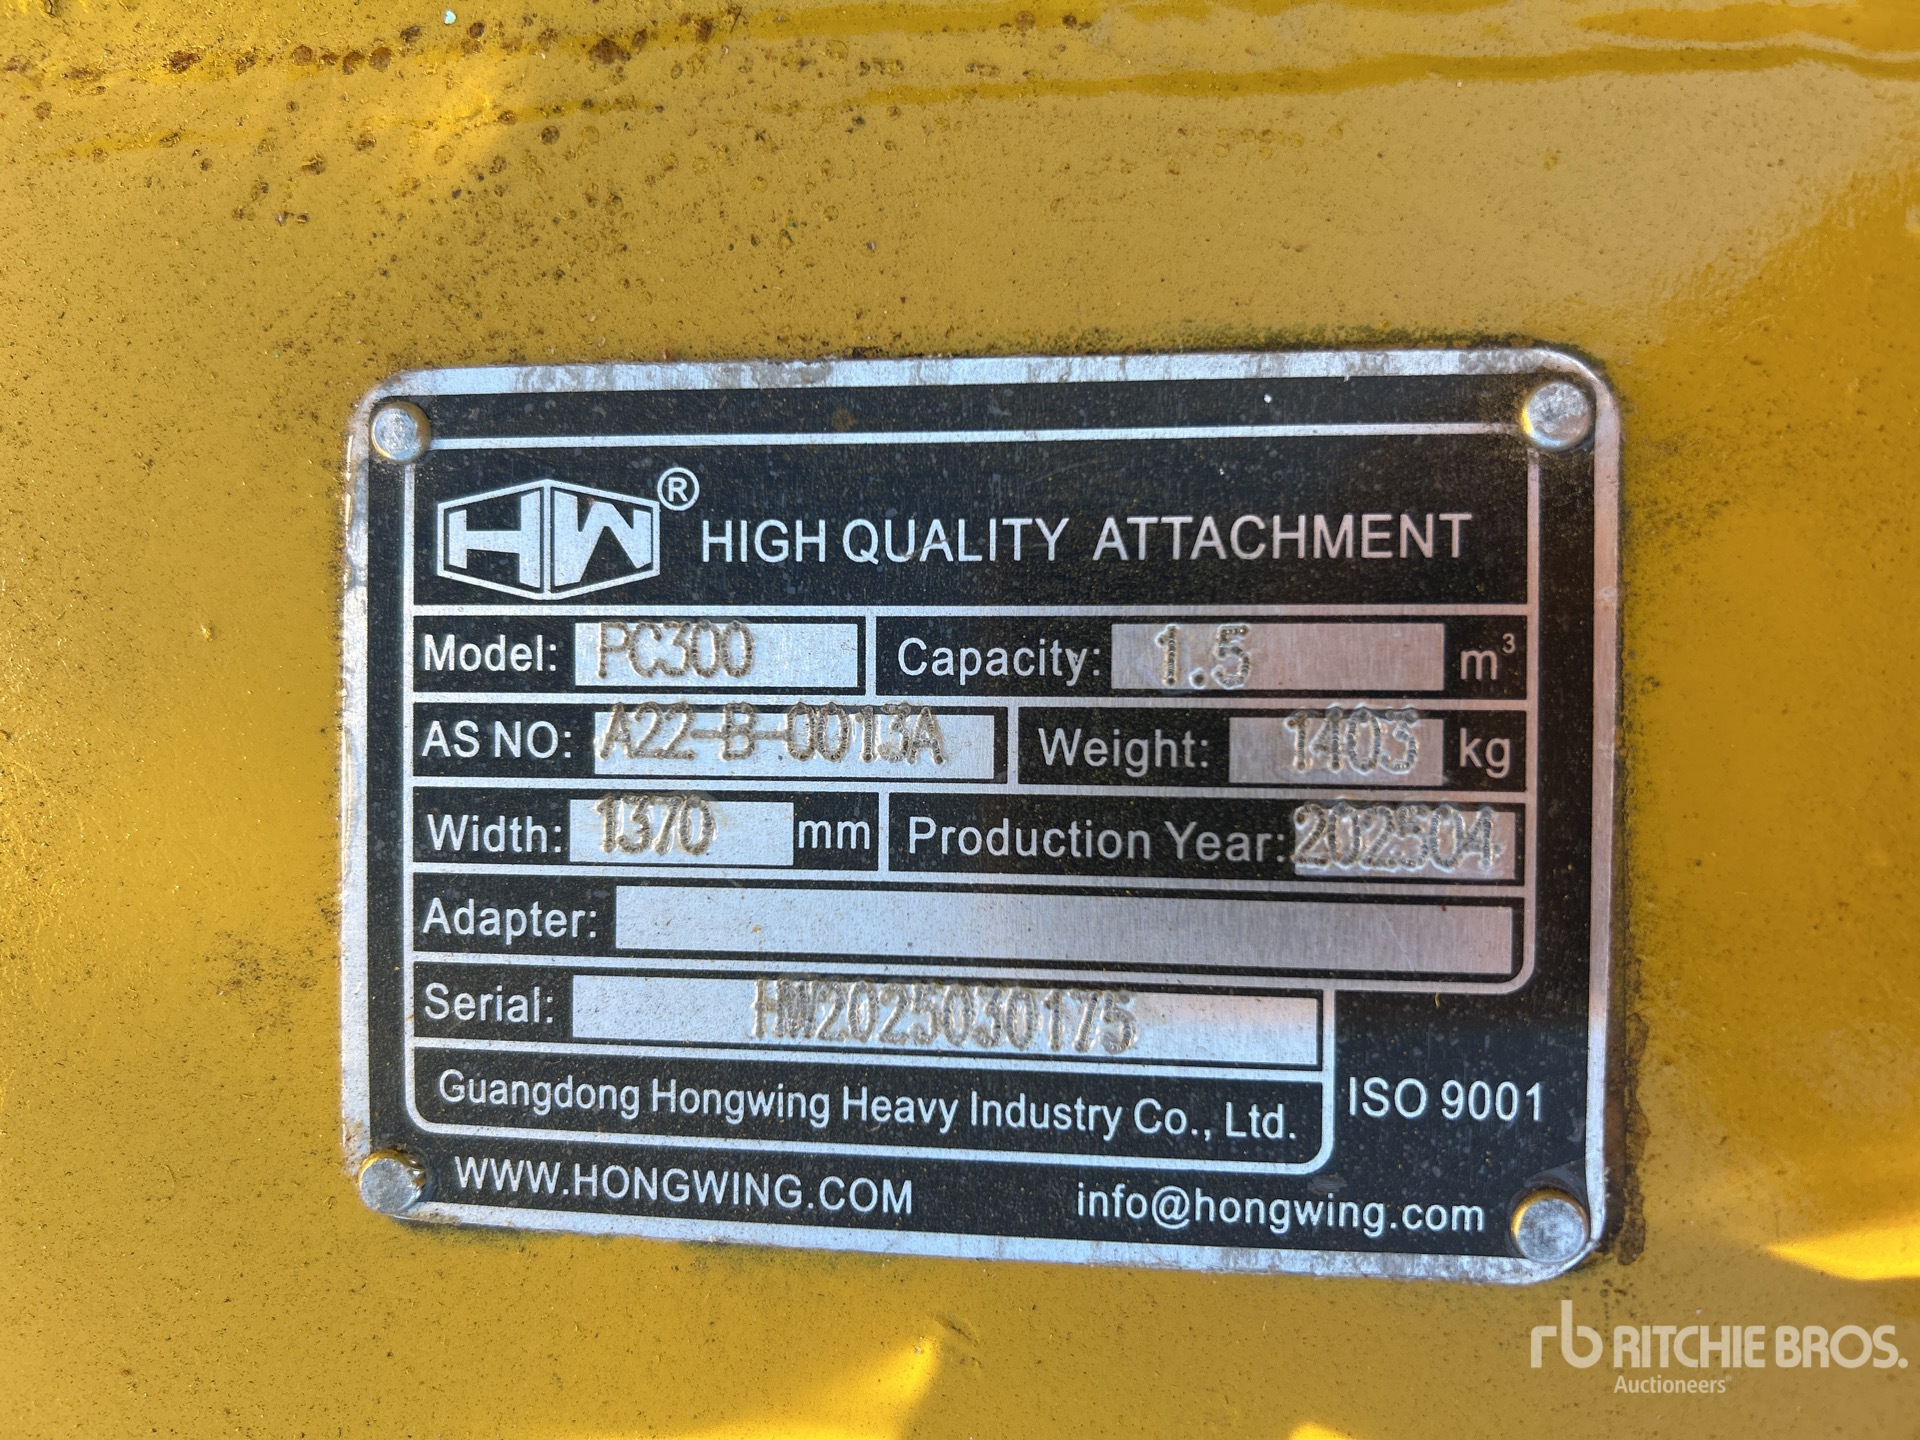 HW® HIGH QUALITY ATTACHMENT
Model: PC300 Capacity: 1.5 m³
AS NO: A22-B-0013A Weight: 1403 kg
Width: 1370 mm Production Year: 202504
Adapter:
Serial: HW2025030175
Guangdong Hongwing Heavy Industry Co., Ltd.
ISO 9001
WWW.HONGWING.COM info@hongwing.com
rb RITCHIE BROS.
Auctioneers